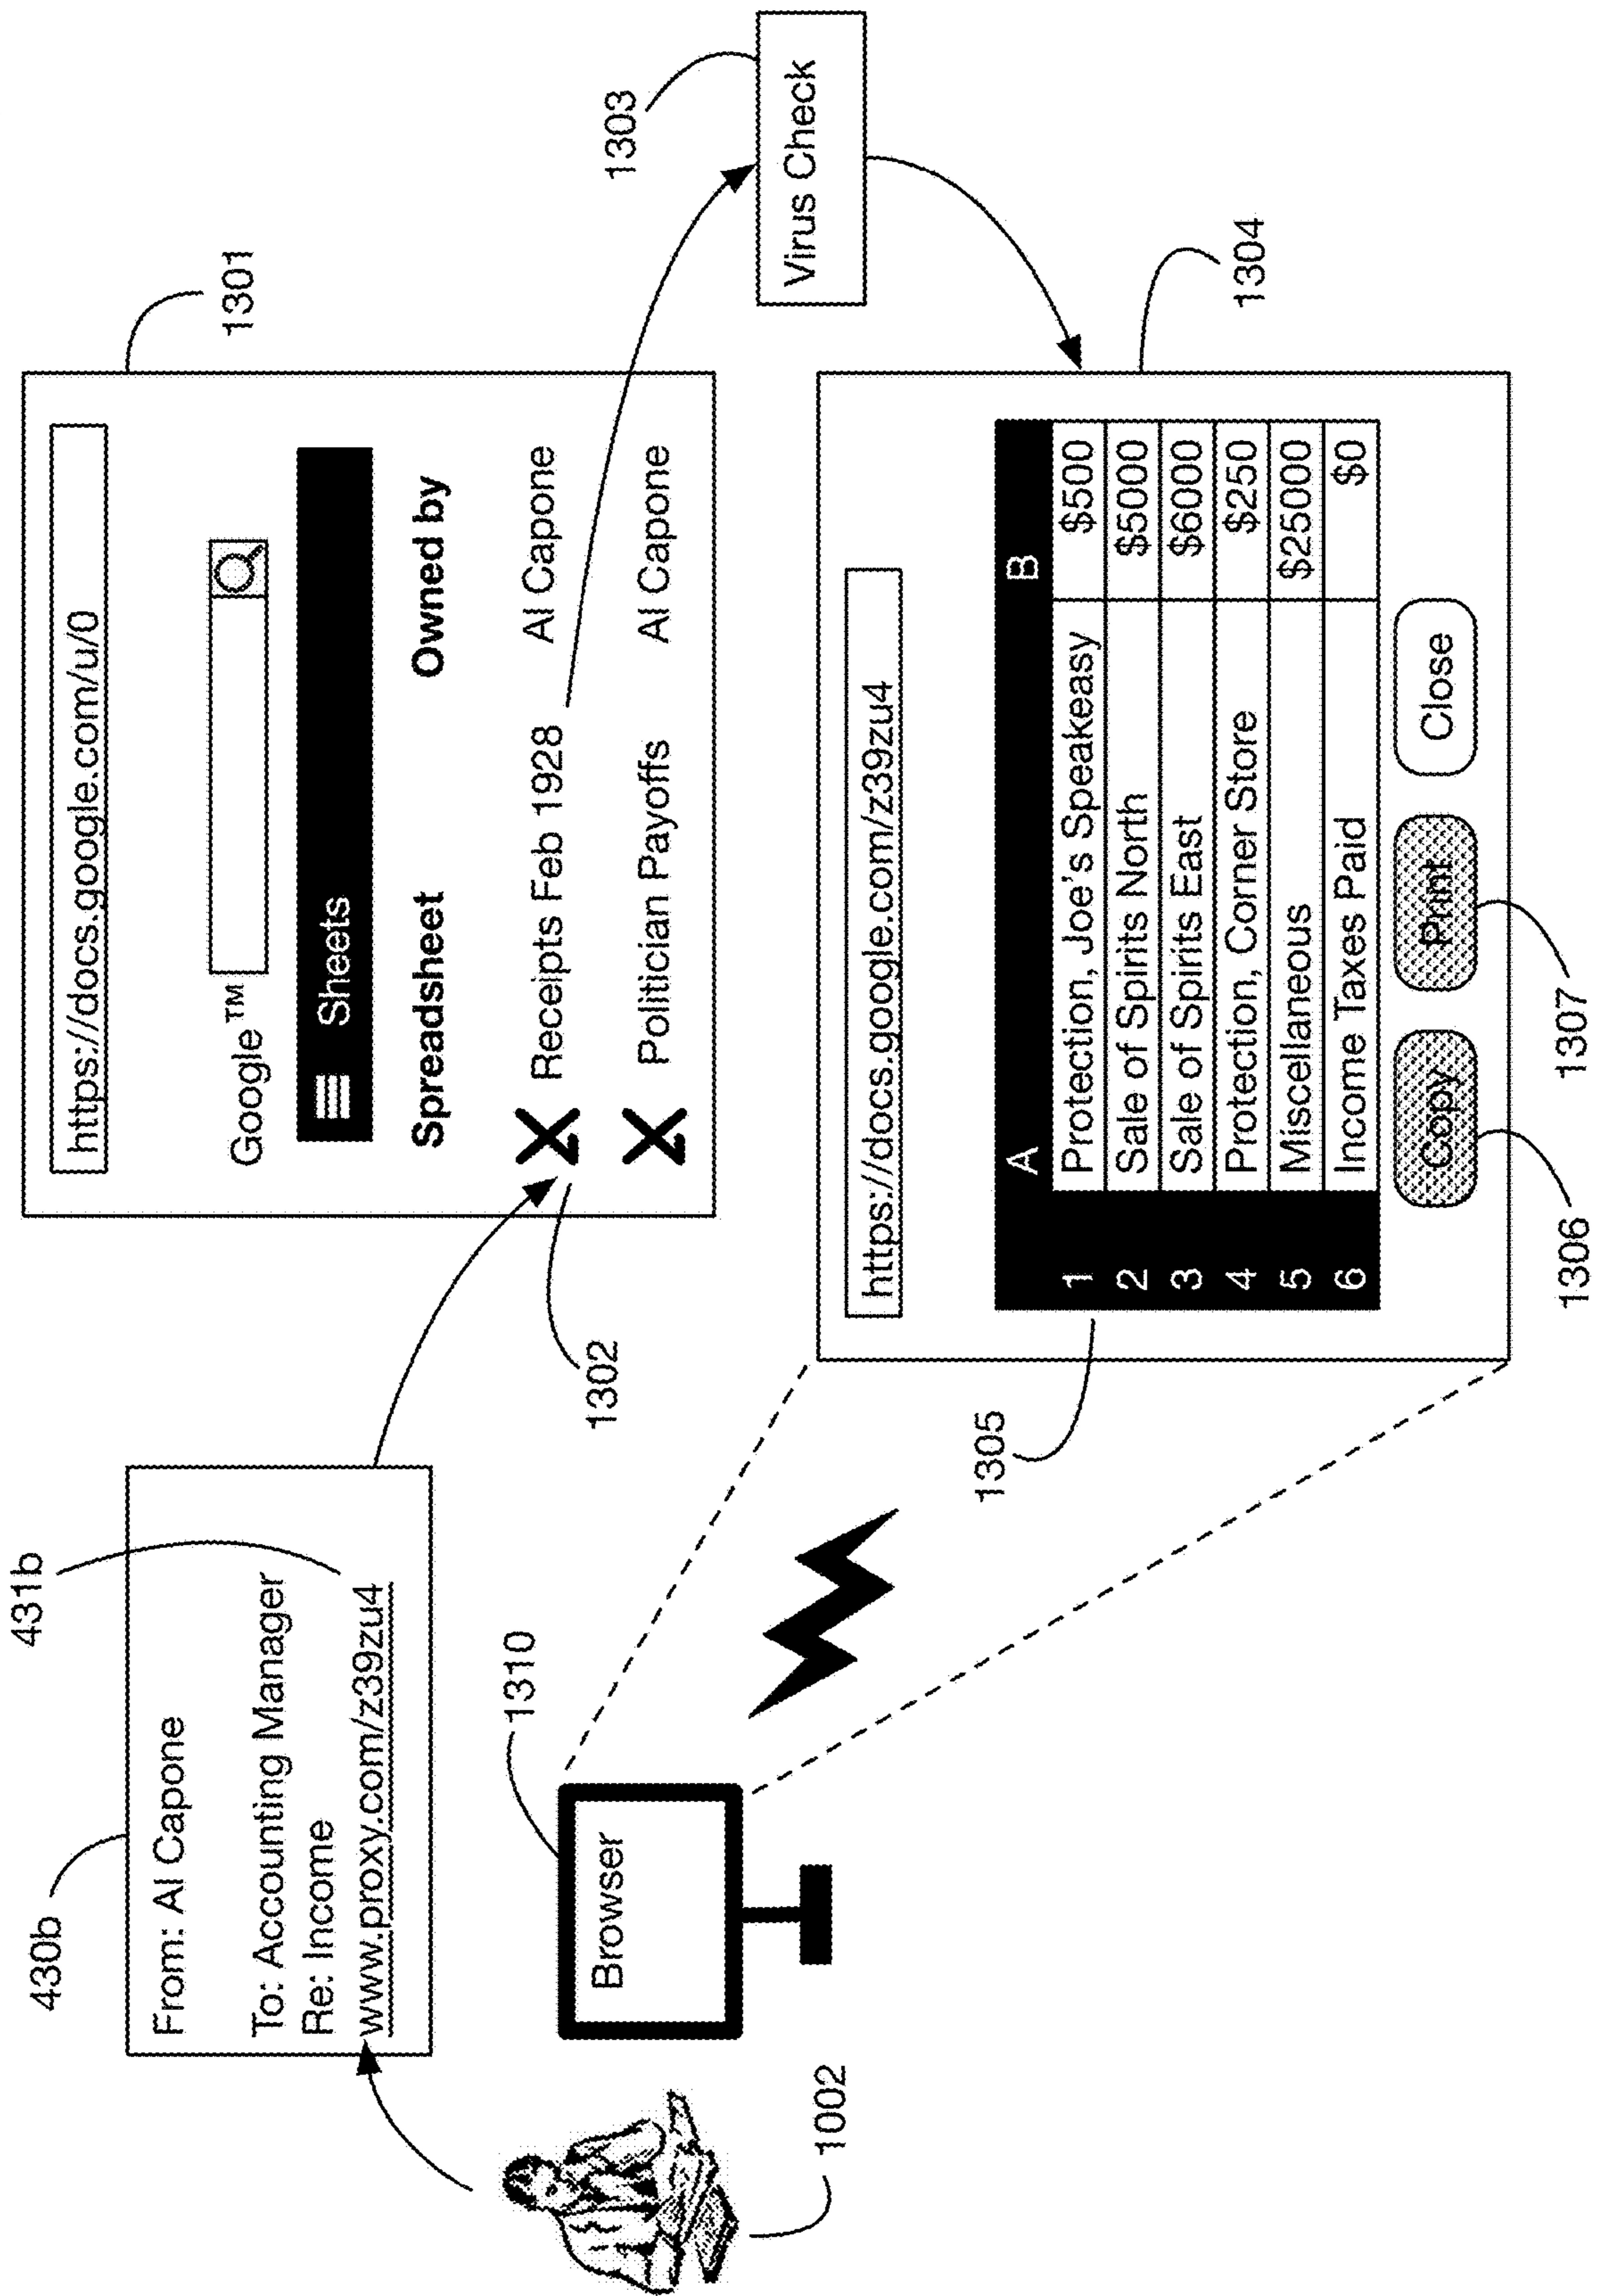 430b
431b
From: Al Capone
To: Accounting Manager
Re: Income
www.proxy.com/z39zu4
1301
https://docs.google.com/u/0
Google™
Sheets
Spreadsheet Owned by
Receipts Feb 1928 Al Capone
Politician Payoffs Al Capone
1302
1303
Virus Check
1310
Browser
1002
1304
https://docs.google.com/z39zu4
A B
1 Protection, Joe's Speakeasy $500
2 Sale of Spirits North $5000
3 Sale of Spirits East $6000
4 Protection, Corner Store $250
5 Miscellaneous $25000
6 Income Taxes Paid $0
1305
Copy Print Close
1306
1307